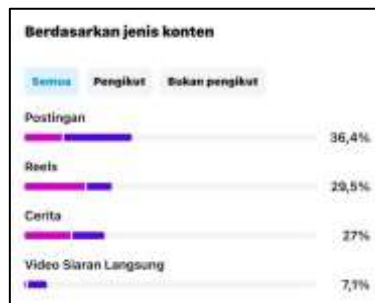 Berdasarkan jenis konten
Semua Pengikut Bukan pengikut
Postingan
36,4%
Reels
29,5%
Cerita
27%
Video Siaran Langsung
7,1%